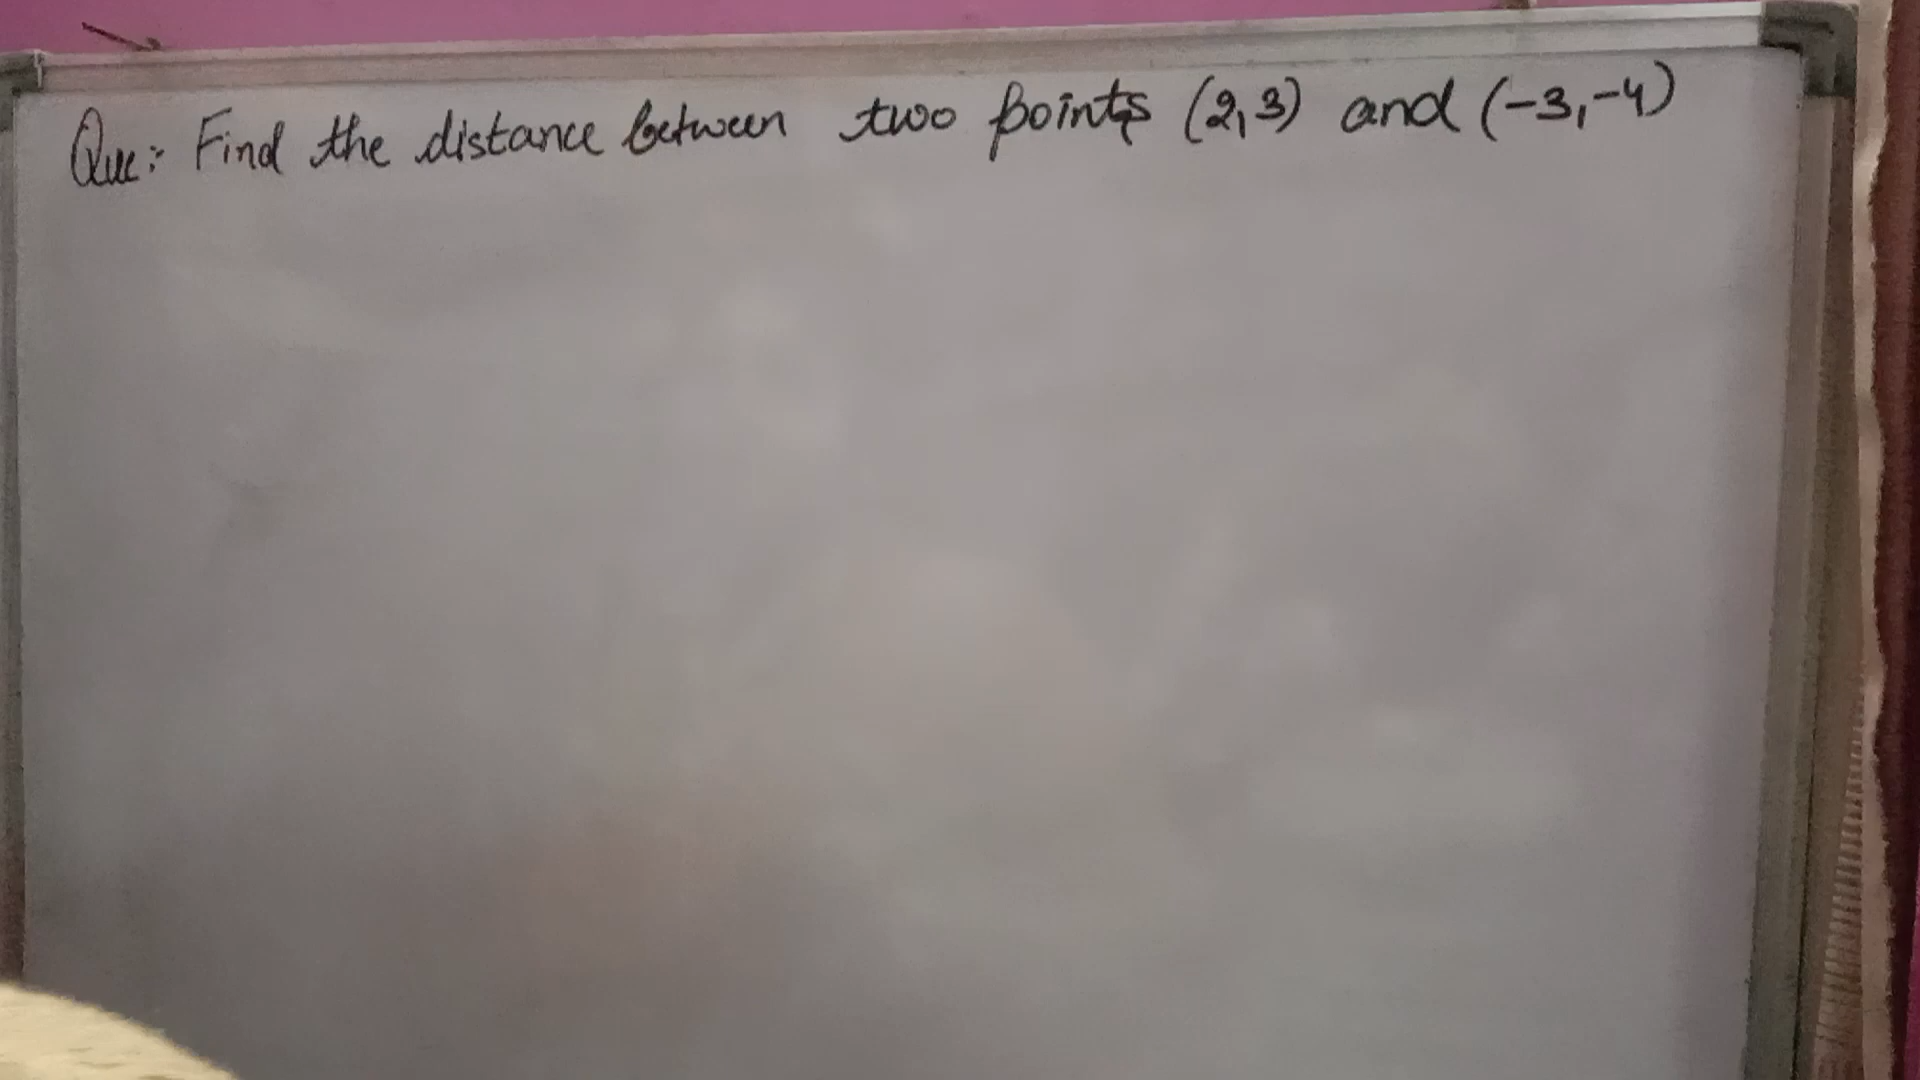 Que:- Find the distance between two points (2,3) and (-3,-4)